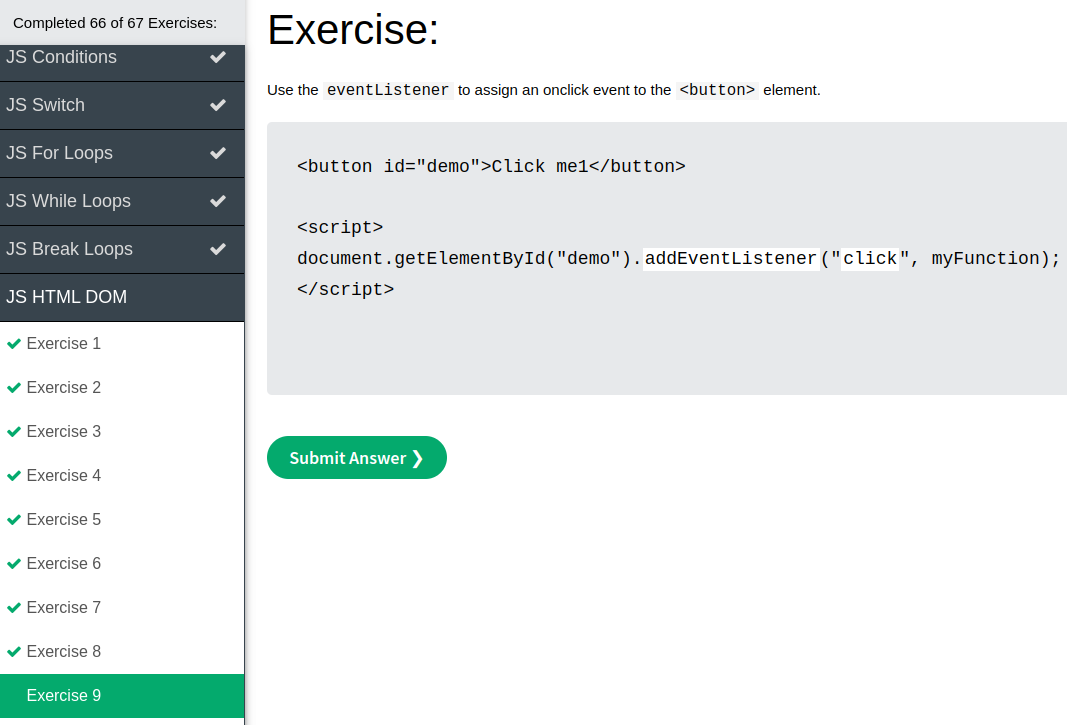 Completed 66 of 67 Exercises:
JS Conditions
JS Switch
JS For Loops
JS While Loops
JS Break Loops
JS HTML DOM
Exercise 1
Exercise 2
Exercise 3
Exercise 4
Exercise 5
Exercise 6
Exercise 7
Exercise 8
Exercise 9
Exercise:
Use the eventListener to assign an onclick event to the <button> element.
<button id="demo">Click me1</button>
<script>
document.getElementById("demo").addEventListener("click", myFunction);
</script>
Submit Answer ❯